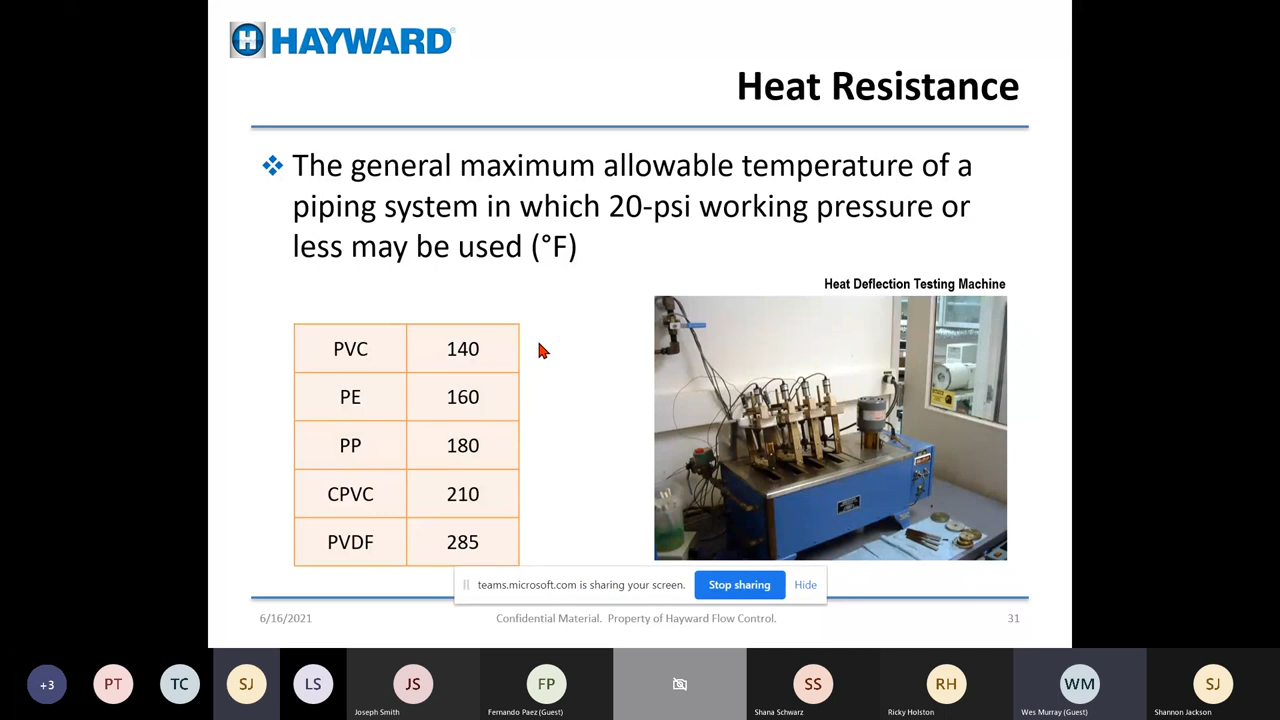 HAYWARD
Heat Resistance
The general maximum allowable temperature of a
piping system in which 20-psi working pressure or
less may be used (°F)
Heat Deflection Testing Machine
PVC 140
PE 160
PP 180
CPVC 210
PVDF 285
teams.microsoft.com is sharing your screen. Stop sharing Hide
6/16/2021 Confidential Material. Property of Hayward Flow Control. 31
+3 PT TC SJ LS JS FP SS RH WM SJ
Joseph Smith Fernando Paez (Guest) Shana Schwarz Ricky Holston Wes Murray (Guest) Shannon Jackson